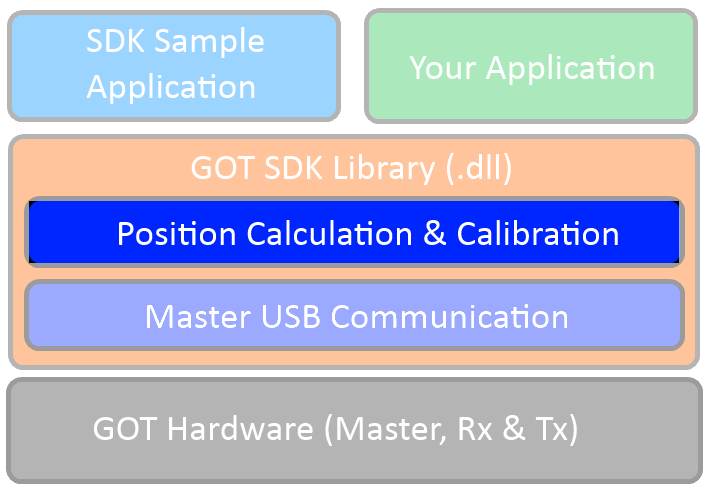 SDK Sample
Application
Your Application
GOT SDK Library (.dll)
Position Calculation & Calibration
Master USB Communication
GOT Hardware (Master, Rx & Tx)